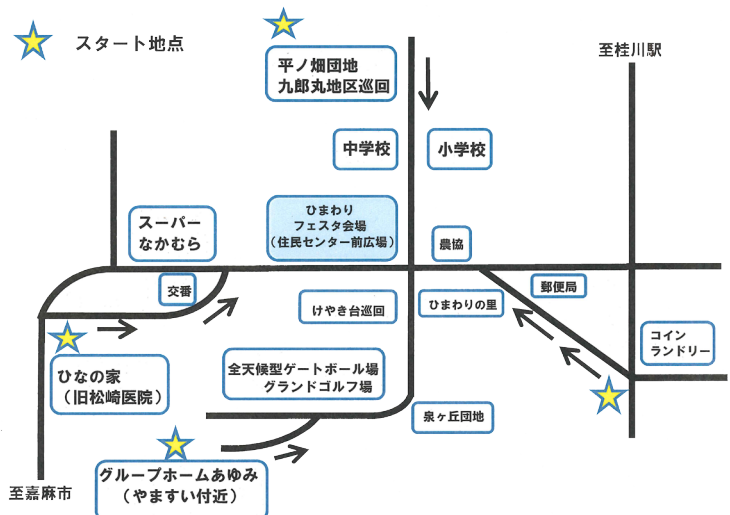 スタート地点
平ノ畑団地
九郎丸地区巡回
至桂川駅
中学校
小学校
スーパー
なかむら
ひまわり
フェスタ会場
（住民センター前広場）
農協
交番
けやき台巡回
ひまわりの里
郵便局
コイン
ランドリー
ひなの家
（旧松崎医院）
全天候型ゲートボール場
グランドゴルフ場
泉ヶ丘団地
グループホームあゆみ
（やますい付近）
至嘉麻市